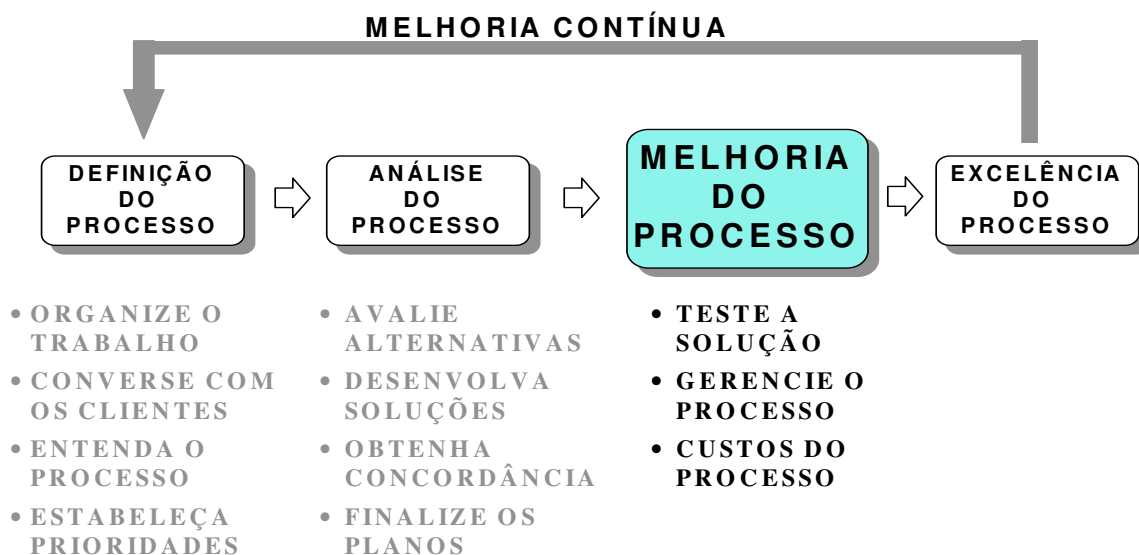 MELHORIA CONTÍNUA
DEFINIÇÃO
DO
PROCESSO
ANÁLISE
DO
PROCESSO
MELHORIA
DO
PROCESSO
EXCELÊNCIA
DO
PROCESSO
• ORGANIZE O
TRABALHO
• CONVERSE COM
OS CLIENTES
• ENTENDA O
PROCESSO
• ESTABELEÇA
PRIORIDADES
• AVALIE
ALTERNATIVAS
• DESENVOLVA
SOLUÇÕES
• OBTENHA
CONCORDÂNCIA
• FINALIZE OS
PLANOS
• TESTE A
SOLUÇÃO
• GERENCIE O
PROCESSO
• CUSTOS DO
PROCESSO